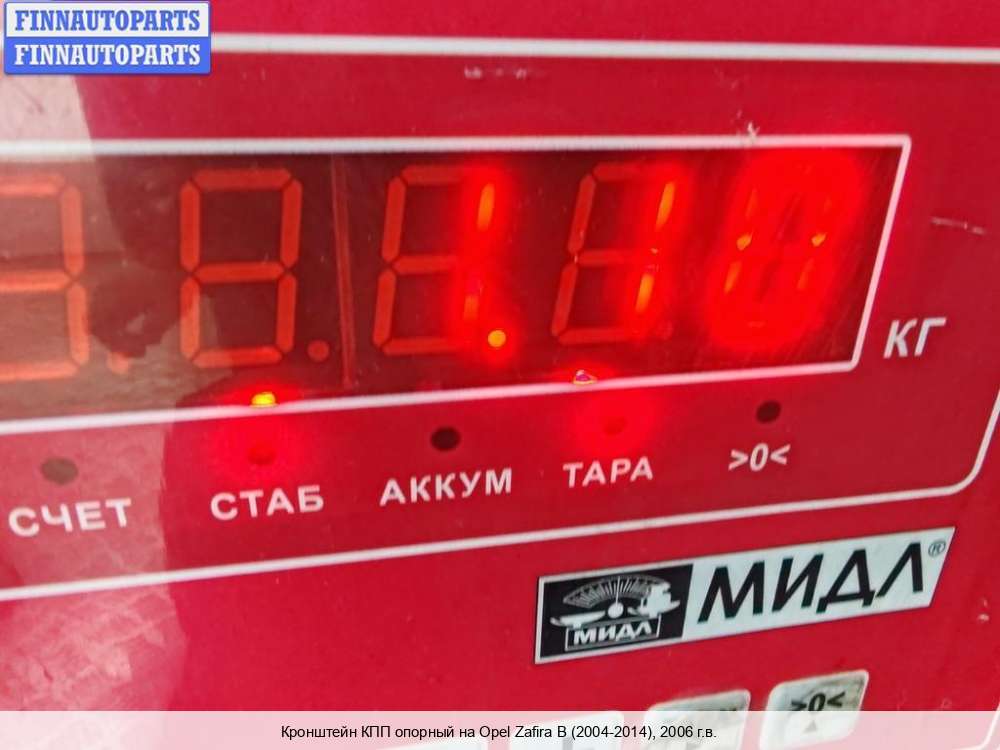 FINNAUTOPARTS
FINNAUTOPARTS
КГ
СЧЕТ СТАБ АККУМ ТАРА >0<
МИДЛ МИДЛ®
>0<
Кронштейн КПП опорный на Opel Zafira B (2004-2014), 2006 г.в.